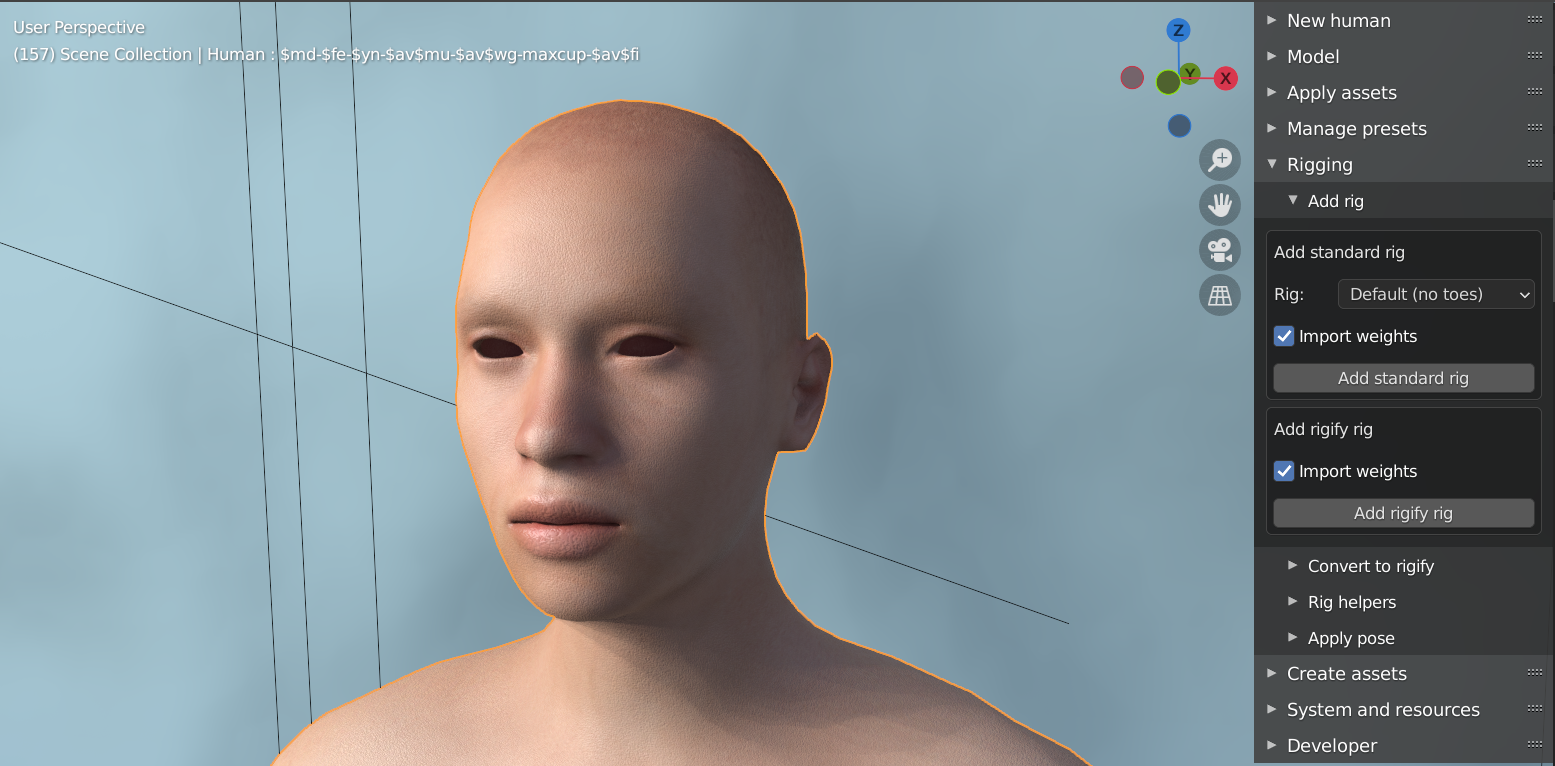 User Perspective
(157) Scene Collection | Human : $md-$fe-$yn-$av$mu-$av$wg-maxcup-$av$fi
Z
Y
X
New human
Model
Apply assets
Manage presets
Rigging
Add rig
Add standard rig
Rig: Default (no toes)
Import weights
Add standard rig
Add rigify rig
Import weights
Add rigify rig
Convert to rigify
Rig helpers
Apply pose
Create assets
System and resources
Developer